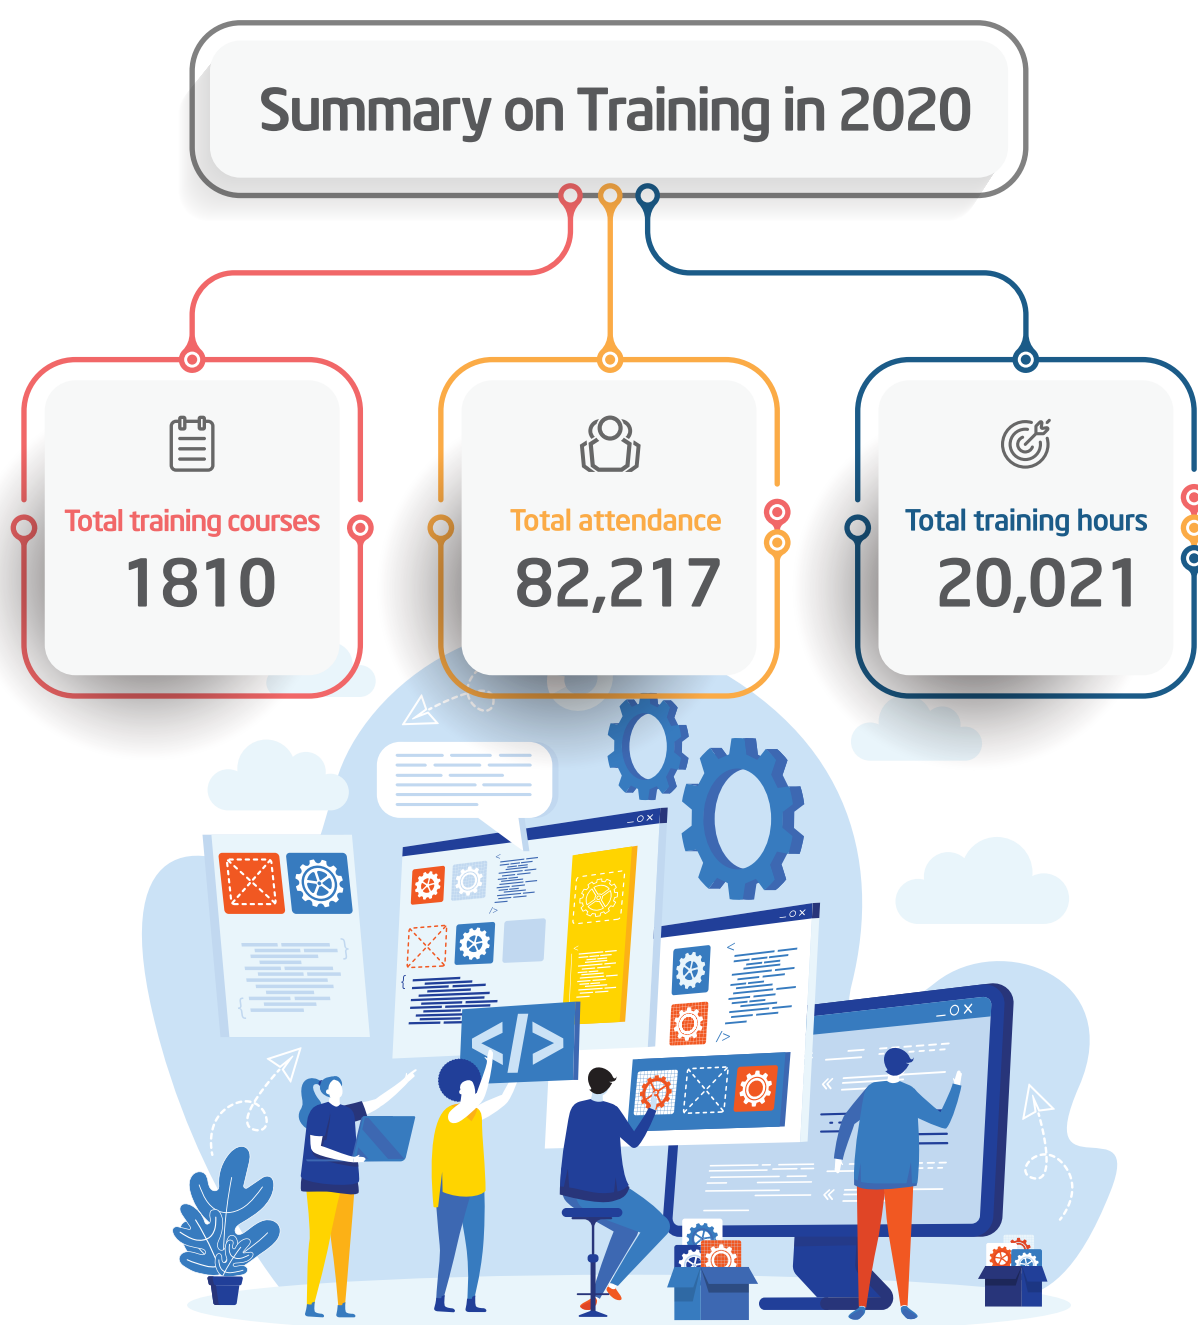 Summary on Training in 2020
Total training courses
1810
Total attendance
82,217
Total training hours
20,021
</>